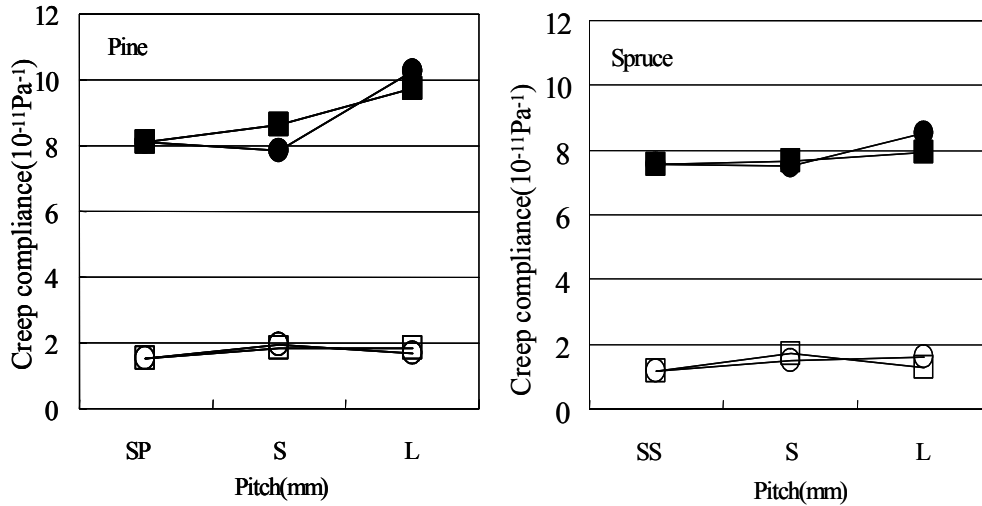 12
10
8
6
4
2
0
Pine
Creep compliance(10⁻¹¹Pa⁻¹)
SP S L
Pitch(mm)
12
10
8
6
4
2
0
Spruce
Creep compliance(10⁻¹¹Pa⁻¹)
SS S L
Pitch(mm)